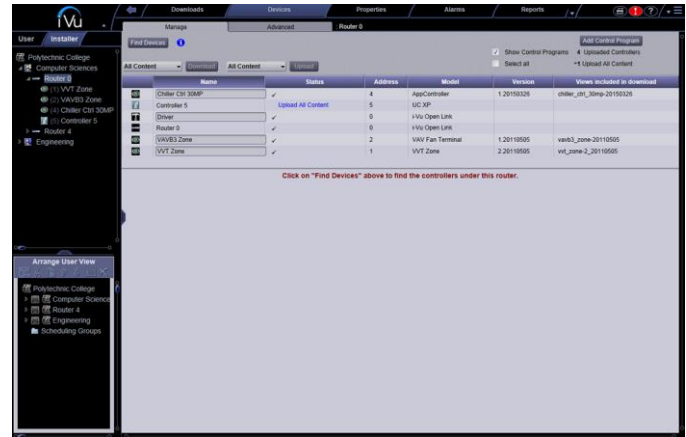 i Vu
Downloads Devices Properties Alarms Reports
User Installer
Manage Advanced Router 0
Find Devices
Add Control Program
Show Control Programs 4 Uploaded Controllers
Select all 1 Upload All Content
All Content Download All Content Upload
Polytechnic College
Computer Sciences
Router 0
(1) VVT Zone
(2) VAVB3 Zone
(4) Chiller Ctrl 30MP
(5) Controller 5
Router 4
Engineering
Name Status Address Model Version Views included in download
Chiller Ctrl 30MP ✓ 4 AppController 1.20150326 chiller_ctrl_30mp-20150326
Controller 5 Upload All Content 5 UC XP
Driver ✓ 0 i-Vu Open Link
Router 0 ✓ 0 i-Vu Open Link
VAVB3 Zone ✓ 2 VAV Fan Terminal 1.20110505 vavb3_zone-20110505
VVT Zone ✓ 1 VVT Zone 2.20110505 vvt_zone-2_20110505
Click on "Find Devices" above to find the controllers under this router.
Arrange User View
Polytechnic College
Computer Science
Router 4
Engineering
Scheduling Groups